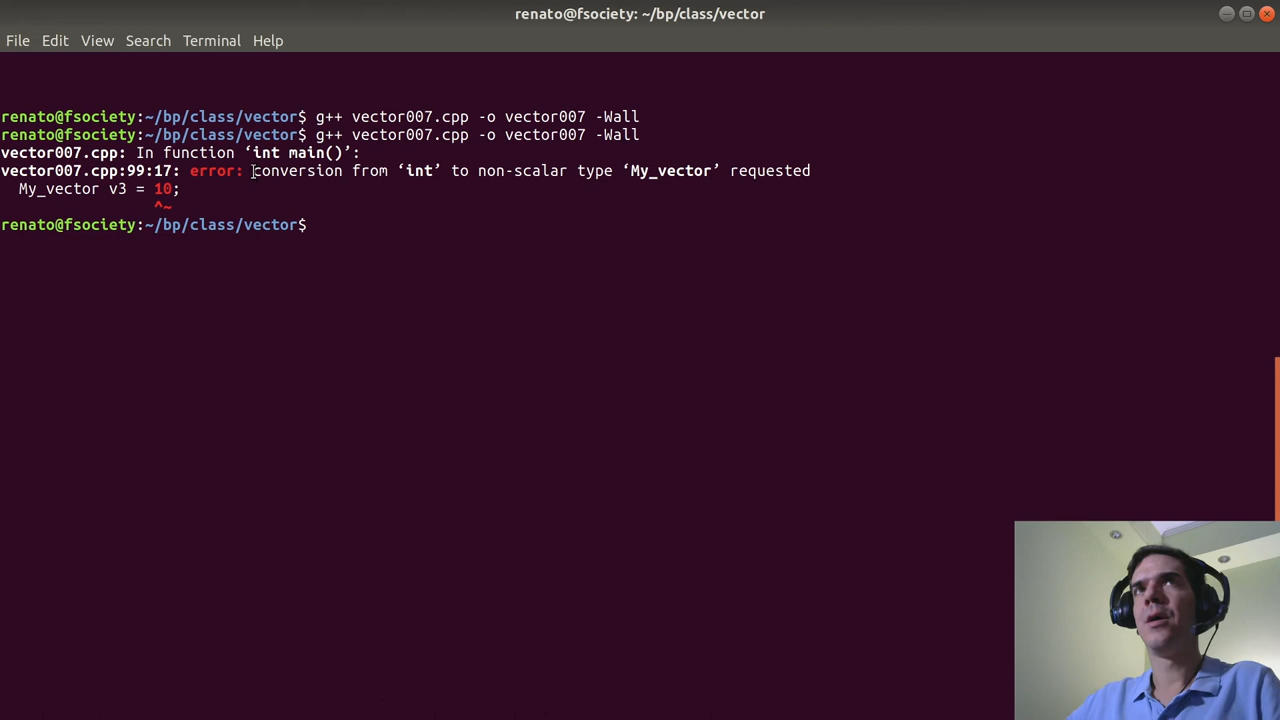 renato@fsociety: ~/bp/class/vector
File Edit View Search Terminal Help
renato@fsociety:~/bp/class/vector$ g++ vector007.cpp -o vector007 -Wall
renato@fsociety:~/bp/class/vector$ g++ vector007.cpp -o vector007 -Wall
vector007.cpp: In function ‘int main()’:
vector007.cpp:99:17: error: conversion from ‘int’ to non-scalar type ‘My_vector’ requested
  My_vector v3 = 10;
                 ^~
renato@fsociety:~/bp/class/vector$